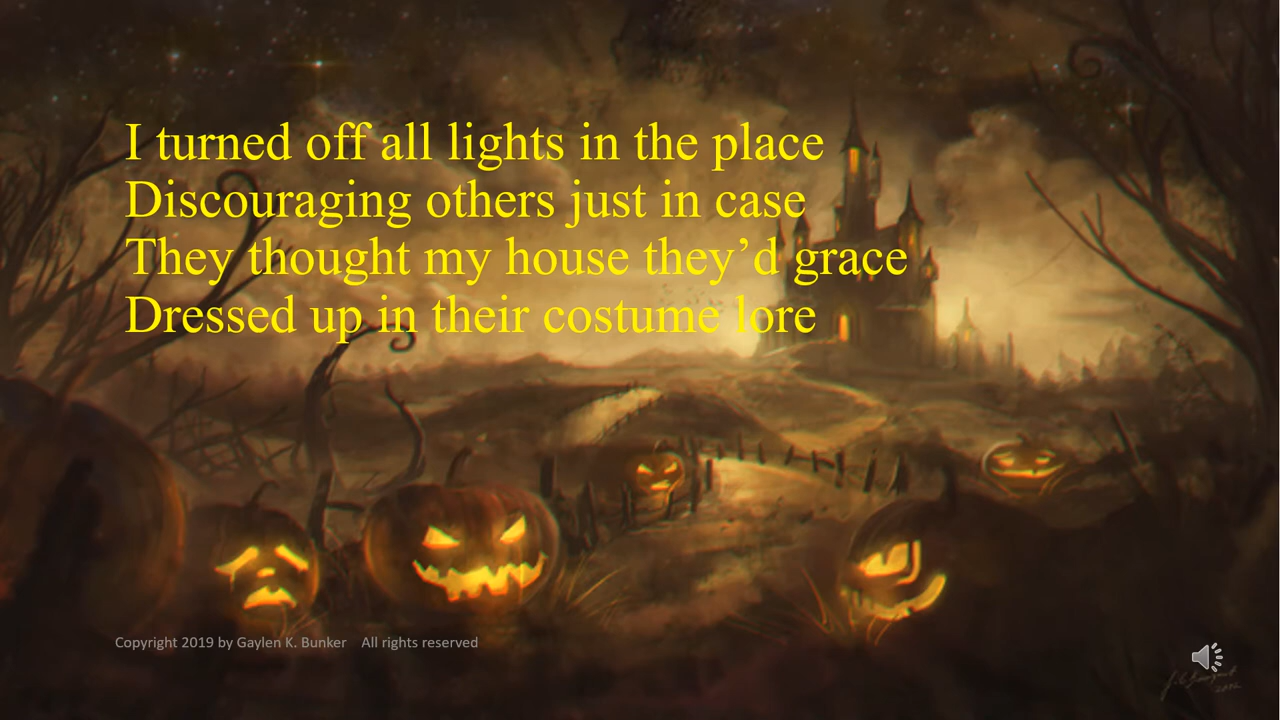 I turned off all lights in the place
Discouraging others just in case
They thought my house they’d grace
Dressed up in their costume lore
Copyright 2019 by Gaylen K. Bunker    All rights reserved